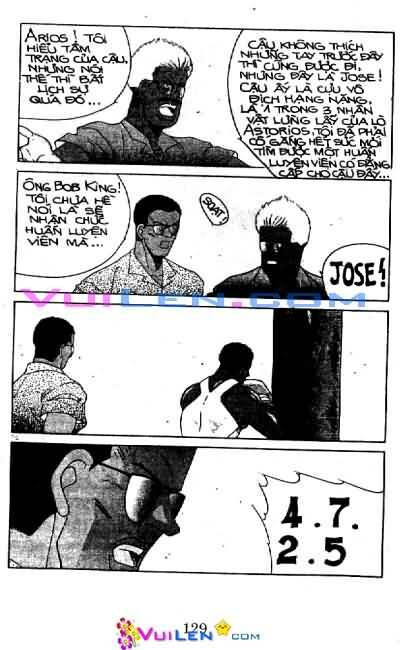 ARIOS! TÔI
HIỂU TÂM
TRẠNG CỦA CẬU,
NHƯNG NÓI
THẾ THÌ BẤT
LỊCH SỰ
QUÁ ĐÓ...
CẬU KHÔNG THÍCH
NHỮNG TAY TRƯỚC ĐÂY
THÌ CŨNG ĐƯỢC ĐI,
NHƯNG ĐÂY LÀ JOSE!
CẬU ẤY LÀ CỰU VÔ
ĐỊCH HẠNG NẶNG,
LÀ 1 TRONG 3 NHÂN
VẬT LỪNG LẪY CỦA LÒ
ASTORIOS. TÔI ĐÃ PHẢI
CỐ GẮNG HẾT SỨC MỚI
TÌM ĐƯỢC MỘT HUẤN
LUYỆN VIÊN CÓ ĐẲNG
CẤP CHO CẬU ĐẤY...
ÔNG BOB KING!
TÔI CHƯA HỀ
NÓI LÀ SẼ
NHẬN CHỨC
HUẤN LUYỆN
VIÊN MÀ...
SOẠT!
JOSE!
VUILEN.COM
4.7.
2.5
129
VUILEN.COM